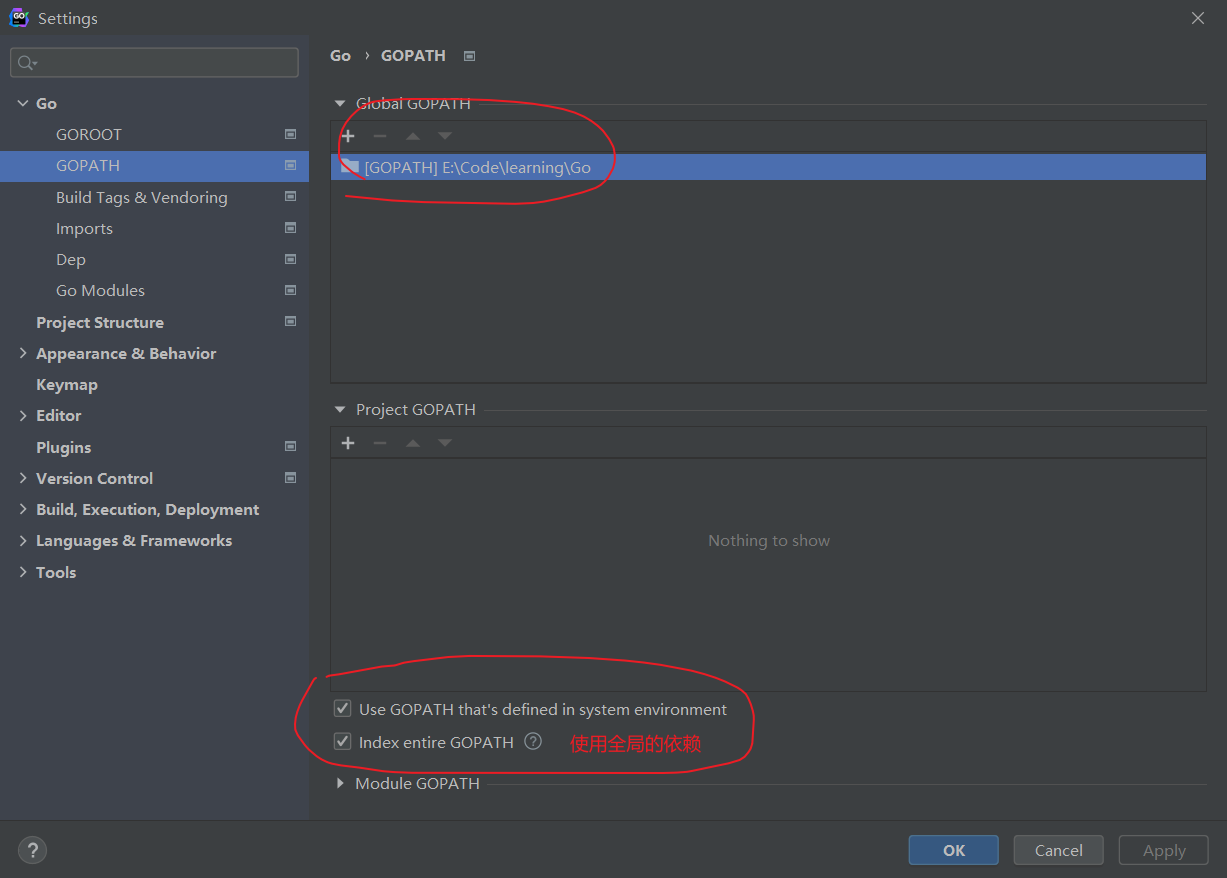 GO Settings
Go
GOROOT
GOPATH
Build Tags & Vendoring
Imports
Dep
Go Modules
Project Structure
Appearance & Behavior
Keymap
Editor
Plugins
Version Control
Build, Execution, Deployment
Languages & Frameworks
Tools
Go › GOPATH
Global GOPATH
[GOPATH] E:\Code\learning\Go
Project GOPATH
Nothing to show
Use GOPATH that's defined in system environment
Index entire GOPATH ? 使用全局的依赖
Module GOPATH
? OK Cancel Apply